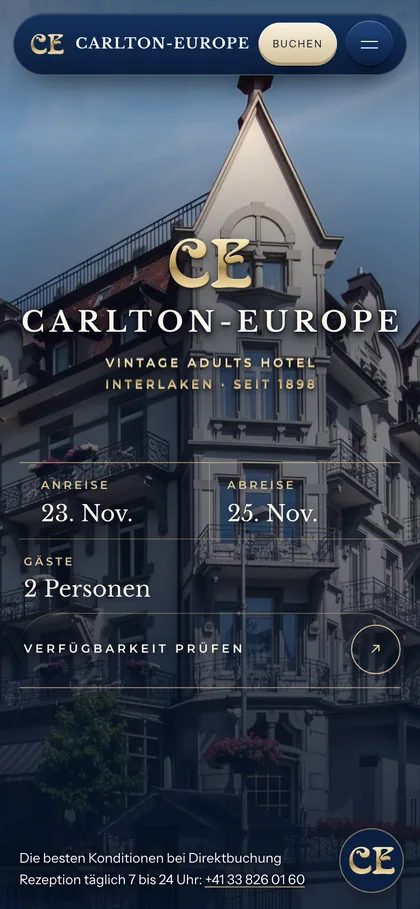 CE CARLTON-EUROPE BUCHEN
CE
CARLTON-EUROPE
VINTAGE ADULTS HOTEL
INTERLAKEN · SEIT 1898
ANREISE ABREISE
23. Nov. 25. Nov.
GÄSTE
2 Personen
VERFÜGBARKEIT PRÜFEN
Die besten Konditionen bei Direktbuchung
Rezeption täglich 7 bis 24 Uhr: +41 33 826 01 60
CE